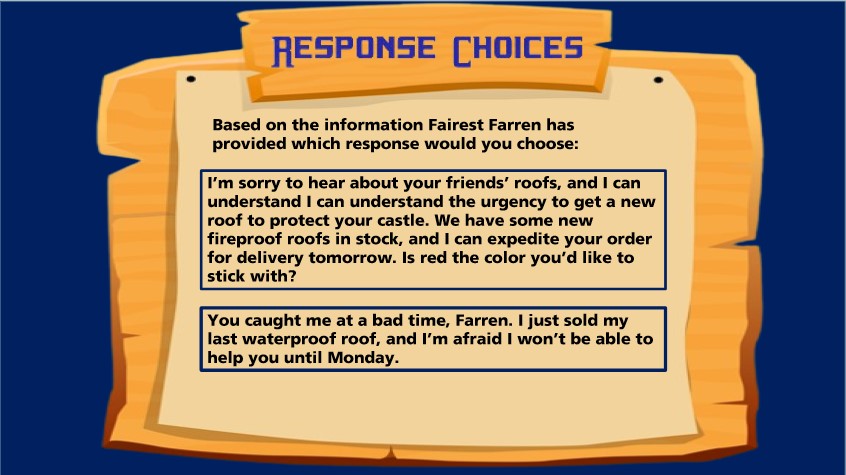 Response Choices
Based on the information Fairest Farren has
provided which response would you choose:
I'm sorry to hear about your friends' roofs, and I can
understand I can understand the urgency to get a new
roof to protect your castle. We have some new
fireproof roofs in stock, and I can expedite your order
for delivery tomorrow. Is red the color you'd like to
stick with?
You caught me at a bad time, Farren. I just sold my
last waterproof roof, and I'm afraid I won't be able to
help you until Monday.